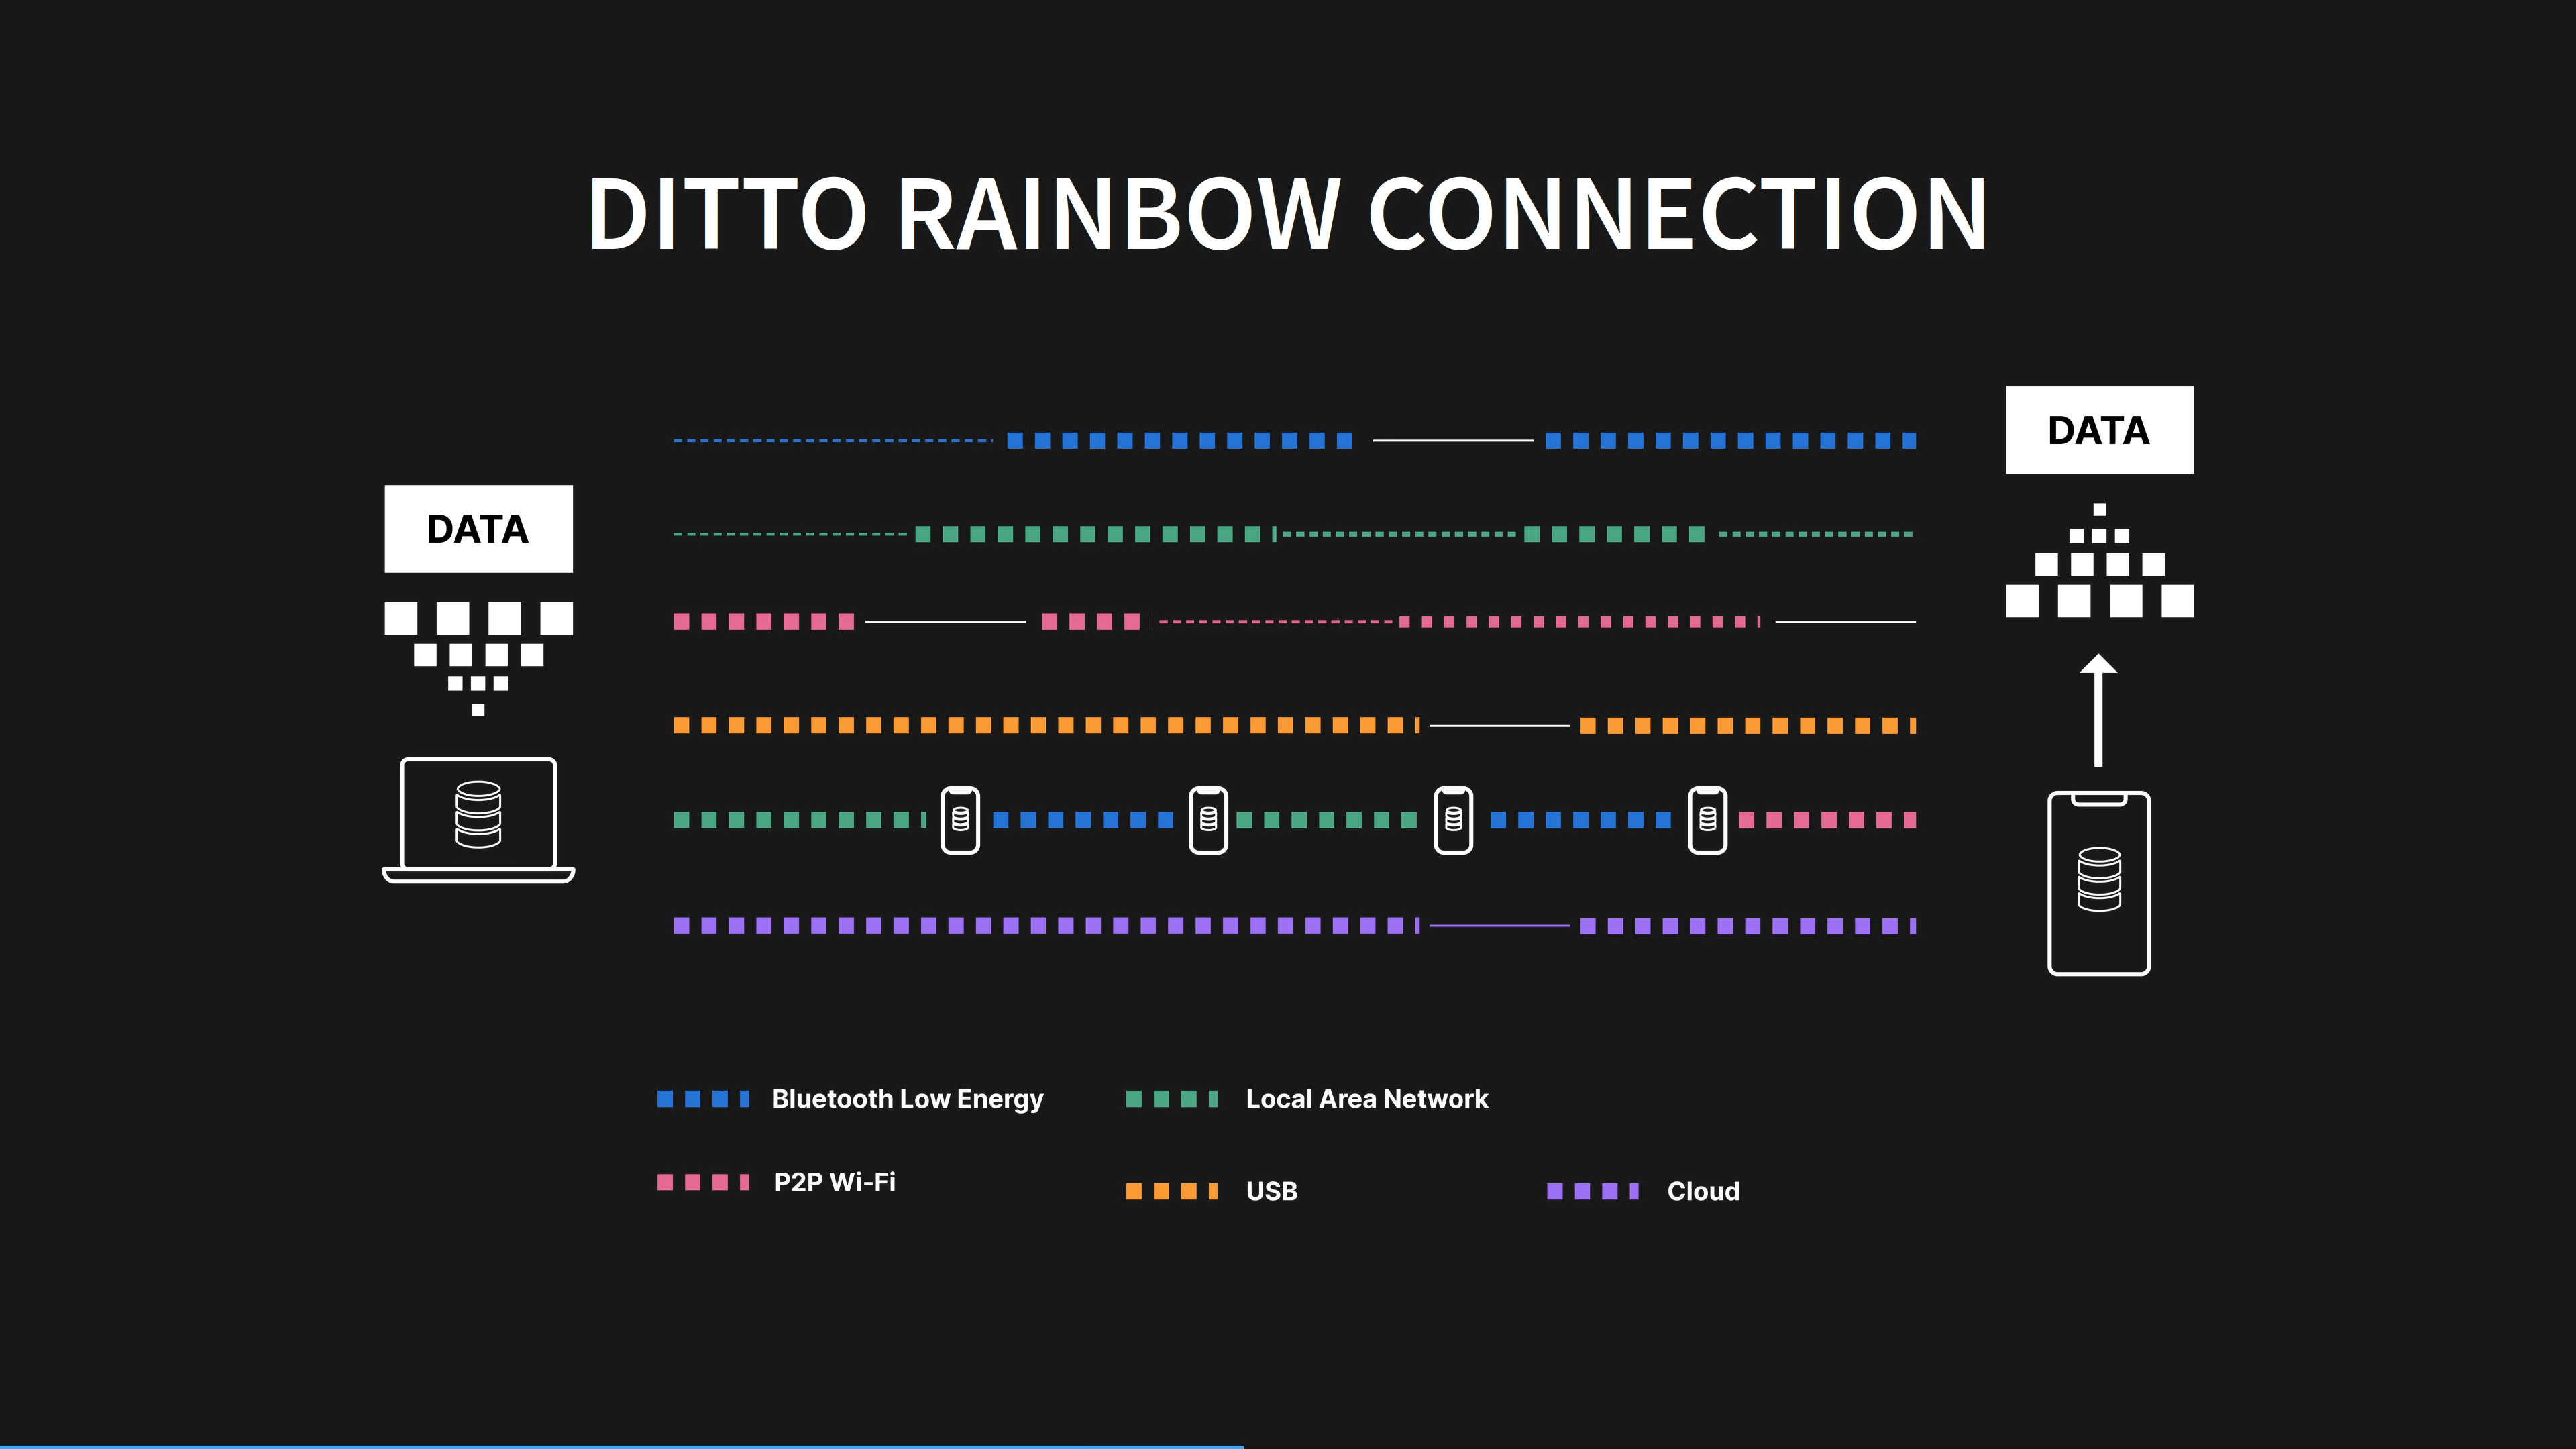 DITTO RAINBOW CONNECTION
DATA
DATA
Bluetooth Low Energy
Local Area Network
P2P Wi-Fi
USB
Cloud